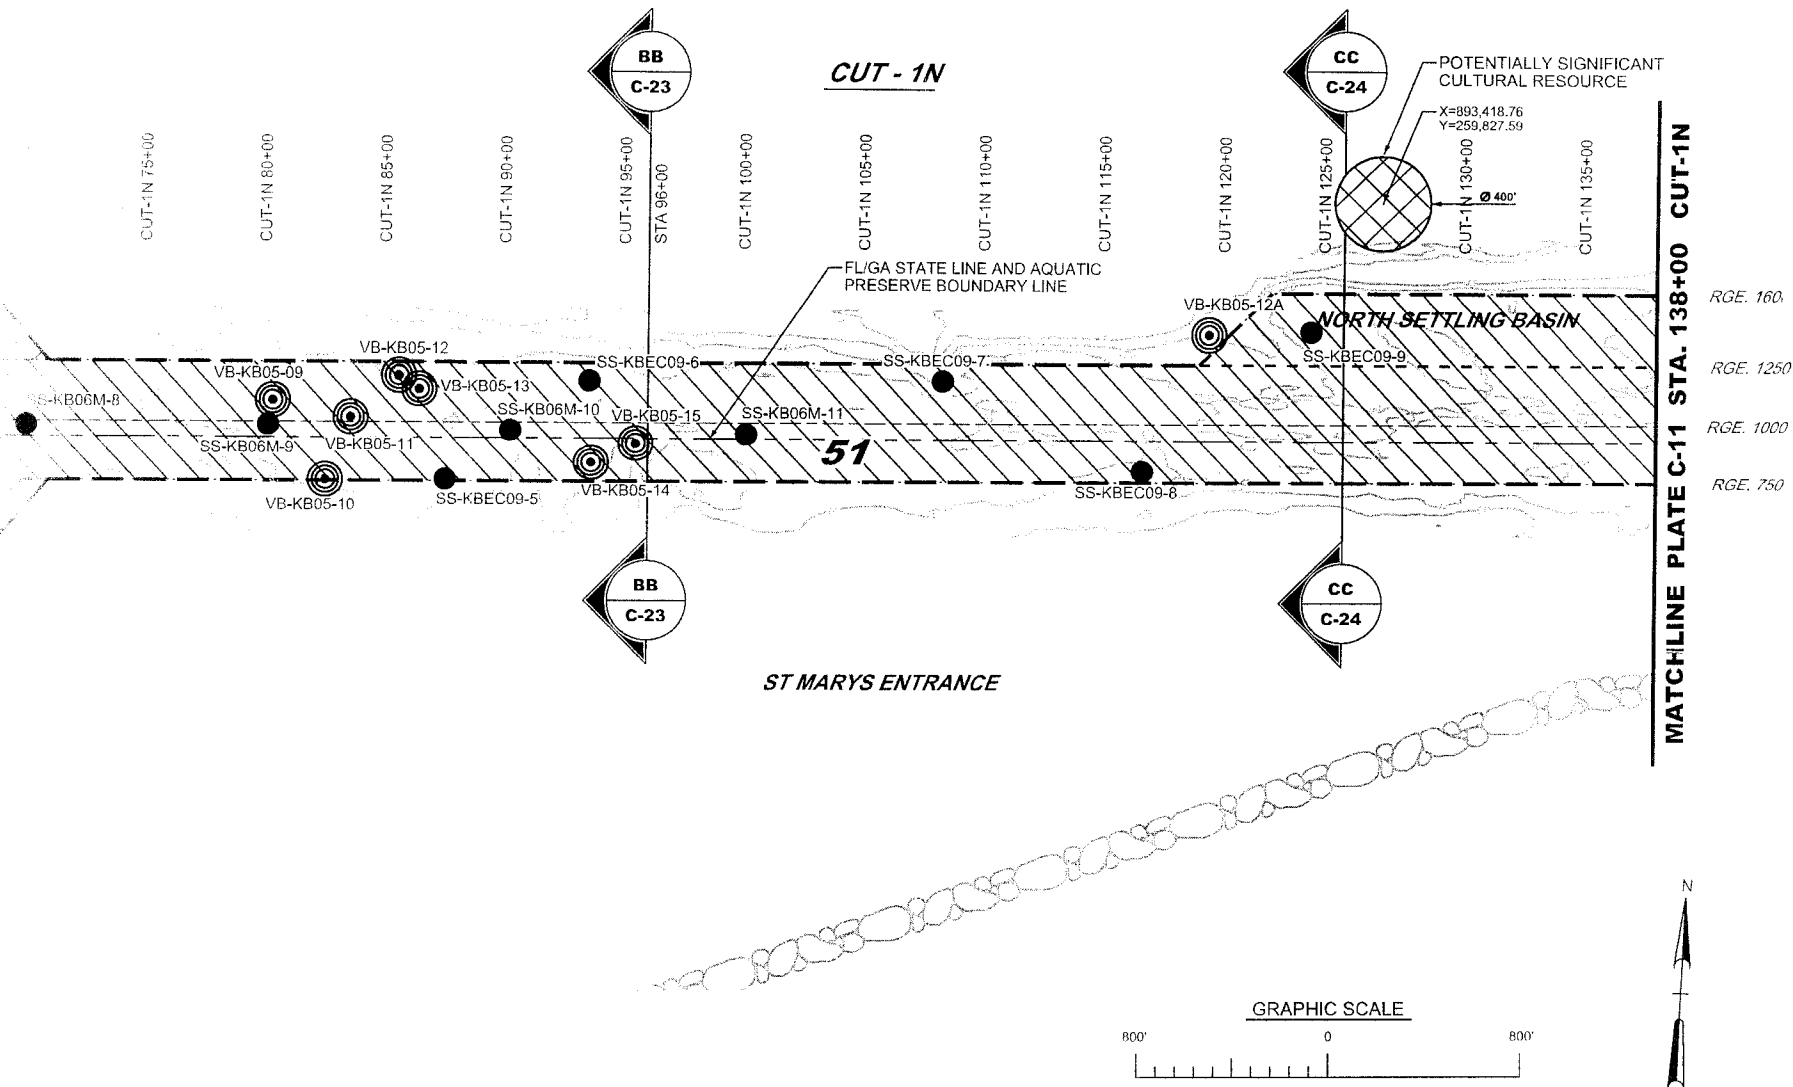 BB
C-23
CUT - 1N
CC
C-24
POTENTIALLY SIGNIFICANT
CULTURAL RESOURCE
X=893,418.76
Y=259,827.59
CUT-1N 75+00
CUT-1N 80+00
CUT-1N 85+00
CUT-1N 90+00
CUT-1N 95+00
STA 96+00
CUT-1N 100+00
CUT-1N 105+00
CUT-1N 110+00
CUT-1N 115+00
CUT-1N 120+00
CUT-1N 125+00
CUT-1N 130+00
CUT-1N 135+00
Ø 400'
MATCHLINE PLATE C-11 STA. 138+00 CUT-1N
FL/GA STATE LINE AND AQUATIC
PRESERVE BOUNDARY LINE
RGE. 160
VB-KB05-12A
NORTH SETTLING BASIN
VB-KB05-12
SS-KBEC09-6
SS-KBEC09-7
SS-KBEC09-9
RGE. 1250
VB-KB05-09
VB-KB05-13
SS-KB06M-8
SS-KB06M-10
VB-KB05-15
SS-KB06M-11
RGE. 1000
SS-KB06M-9
VB-KB05-11
51
VB-KB05-10
SS-KBEC09-5
VB-KB05-14
SS-KBEC09-8
RGE. 750
BB
C-23
CC
C-24
ST MARYS ENTRANCE
N
GRAPHIC SCALE
800'
0
800'